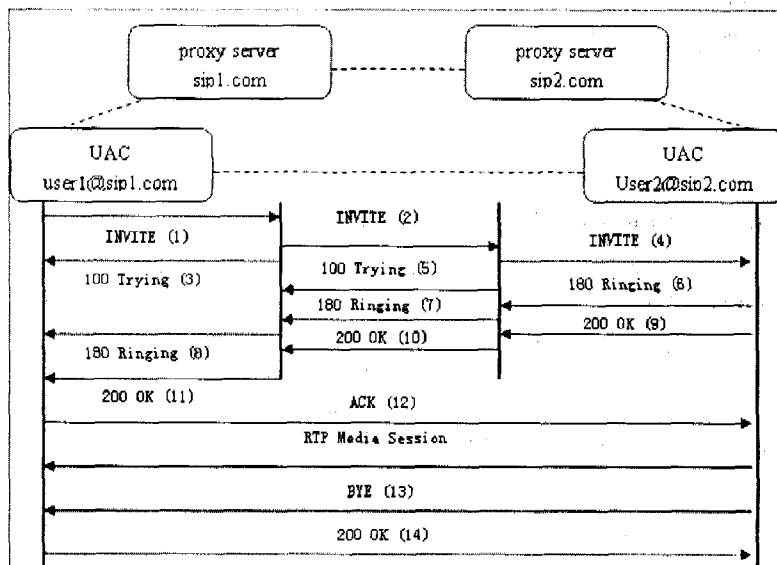 proxy server
sip1.com
proxy server
sip2.com
UAC
user1@sip1.com
UAC
User2@sip2.com
INVITE (2)
INVITE (1)
INVITE (4)
100 Trying (3)
100 Trying (5)
180 Ringing (6)
180 Ringing (7)
200 OK (9)
200 OK (10)
180 Ringing (8)
200 OK (11)
ACK (12)
RTP Media Session
BYE (13)
200 OK (14)